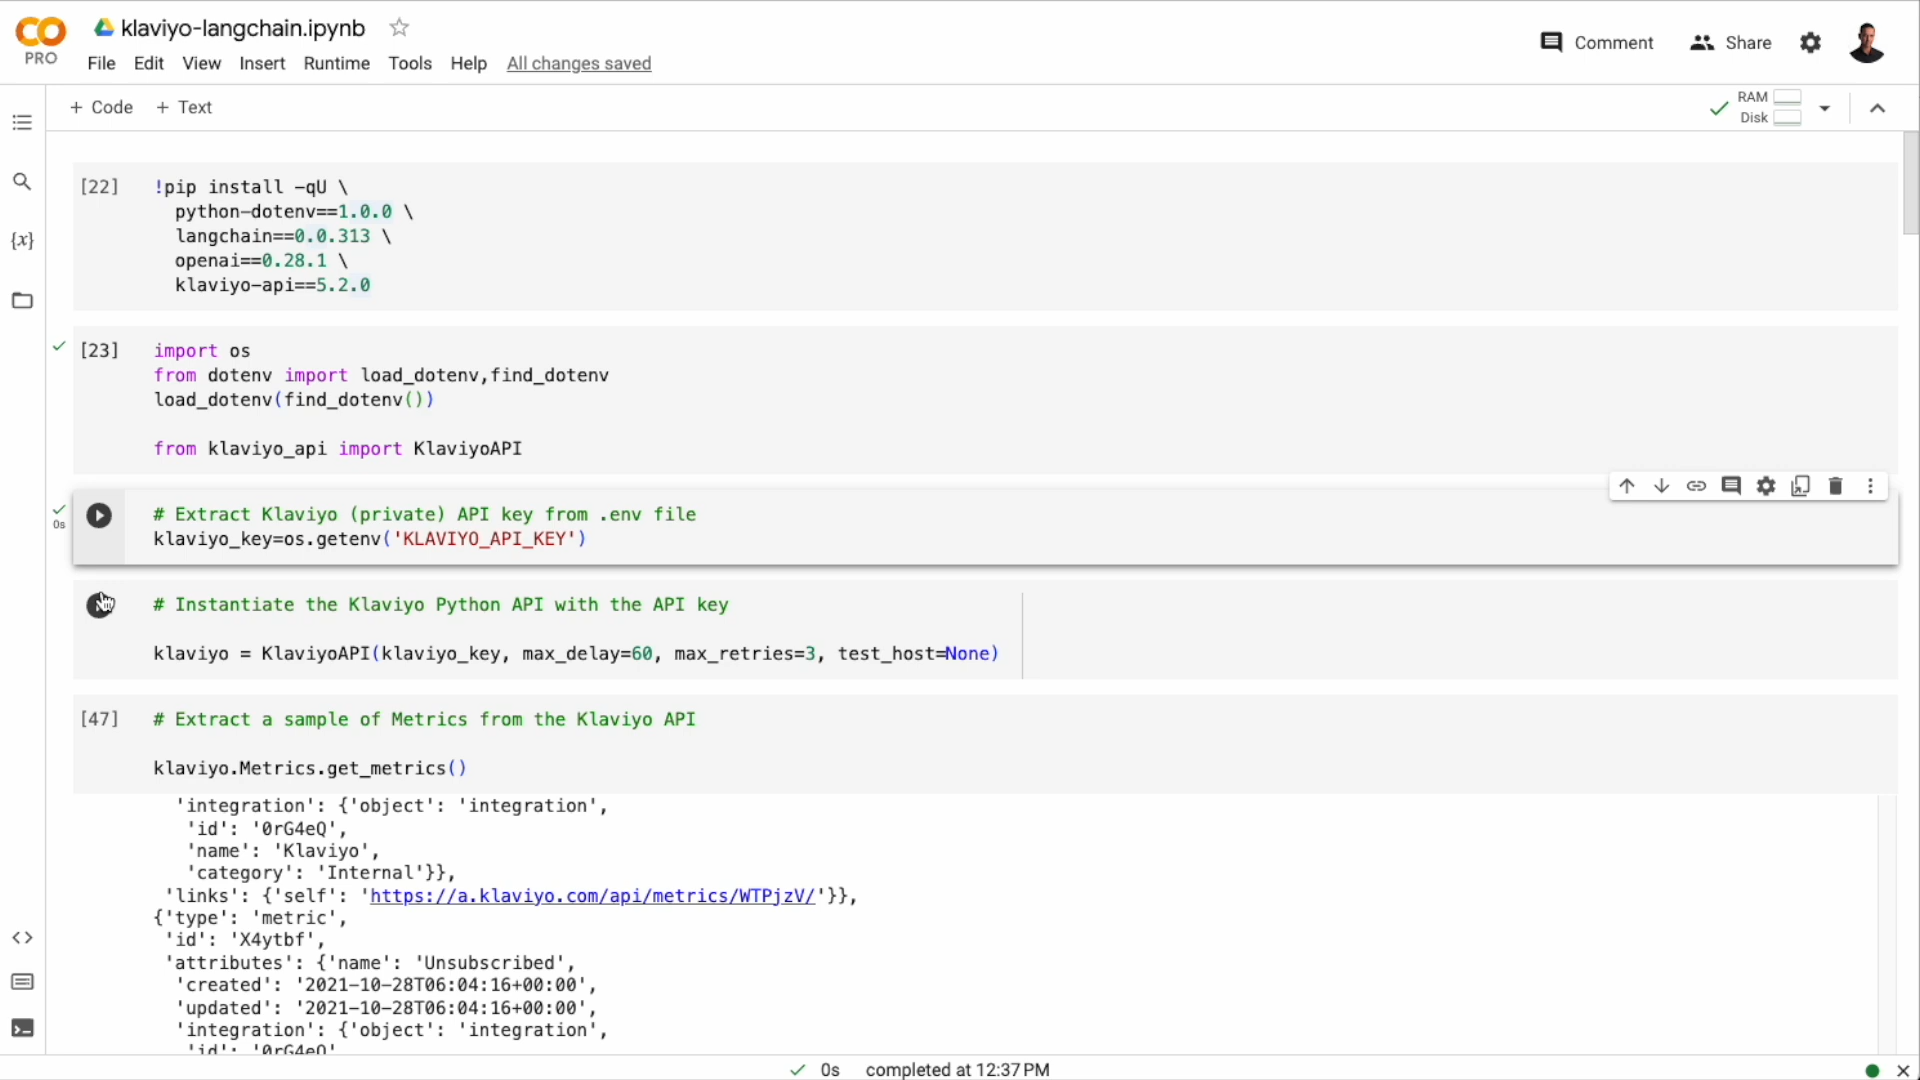 CO
PRO
klaviyo-langchain.ipynb
File Edit View Insert Runtime Tools Help All changes saved
Comment Share
+ Code + Text
RAM
Disk
[22] !pip install -qU \
python-dotenv==1.0.0 \
langchain==0.0.313 \
openai==0.28.1 \
klaviyo-api==5.2.0
[23] import os
from dotenv import load_dotenv,find_dotenv
load_dotenv(find_dotenv())
from klaviyo_api import KlaviyoAPI
0s
# Extract Klaviyo (private) API key from .env file
klaviyo_key=os.getenv('KLAVIYO_API_KEY')
# Instantiate the Klaviyo Python API with the API key
klaviyo = KlaviyoAPI(klaviyo_key, max_delay=60, max_retries=3, test_host=None)
[47] # Extract a sample of Metrics from the Klaviyo API
klaviyo.Metrics.get_metrics()
'integration': {'object': 'integration',
'id': '0rG4eQ',
'name': 'Klaviyo',
'category': 'Internal'}},
'links': {'self': 'https://a.klaviyo.com/api/metrics/WTPjzV/'}},
{'type': 'metric',
'id': 'X4ytbf',
'attributes': {'name': 'Unsubscribed',
'created': '2021-10-28T06:04:16+00:00',
'updated': '2021-10-28T06:04:16+00:00',
'integration': {'object': 'integration',
'id': '0rG4eQ'
0s completed at 12:37 PM